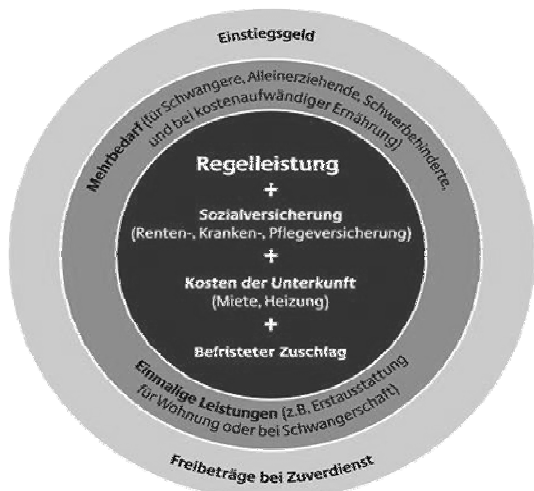 Einstiegsgeld
Mehrbedarf (für Schwangere, Alleinerziehende, Schwerbehinderte,
und bei kostenaufwändiger Ernährung)
Regelleistung
+
Sozialversicherung
(Renten-, Kranken-, Pflegeversicherung)
+
Kosten der Unterkunft
(Miete, Heizung)
+
Befristeter Zuschlag
Einmalige Leistungen (z.B. Erstausstattung
für Wohnung oder bei Schwangerschaft)
Freibeträge bei Zuverdienst